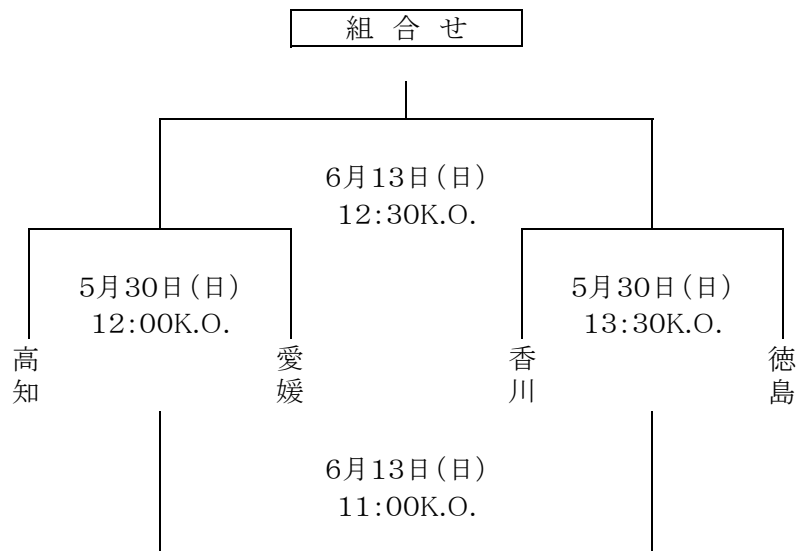 組合せ
6月13日(日)
12:30K.O.
5月30日(日)
12:00K.O.
5月30日(日)
13:30K.O.
高知
愛媛
香川
徳島
6月13日(日)
11:00K.O.